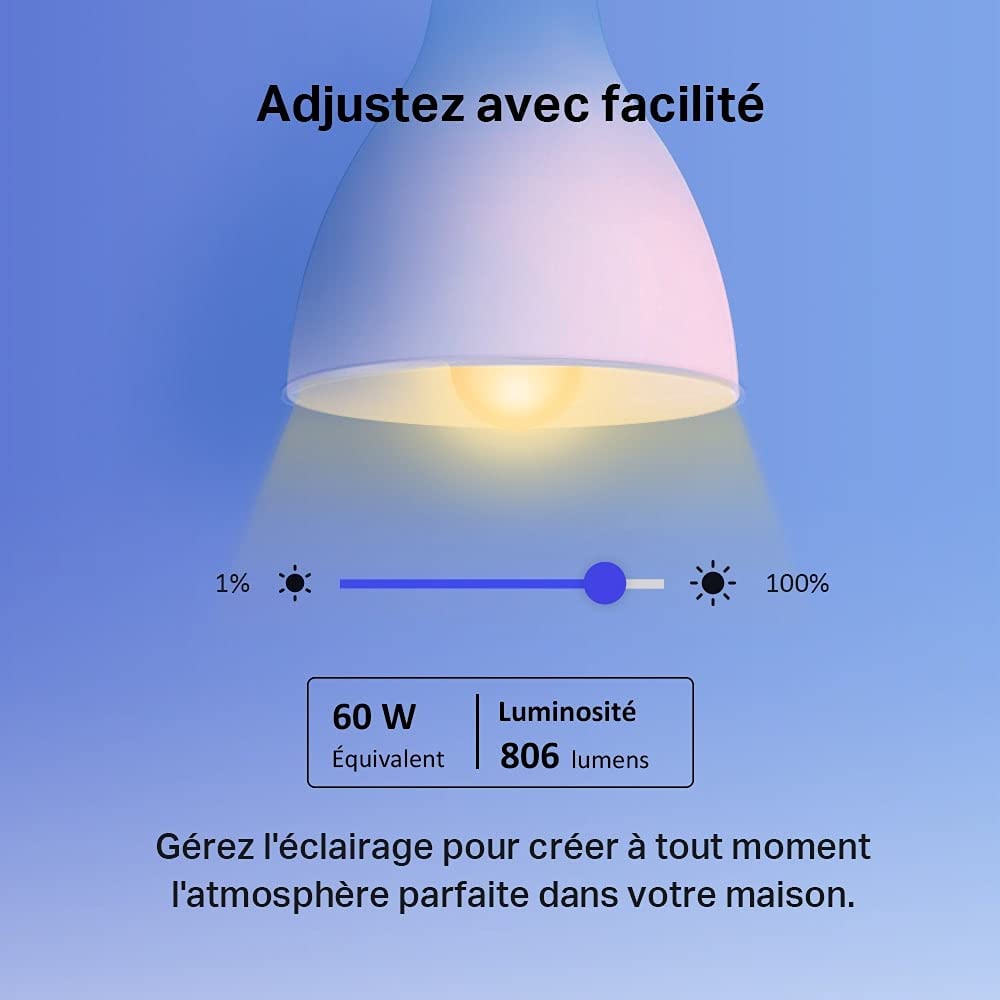 Adjustez avec facilité
1% 100%
60 W
Équivalent
Luminosité
806 lumens
Gérez l'éclairage pour créer à tout moment
l'atmosphère parfaite dans votre maison.